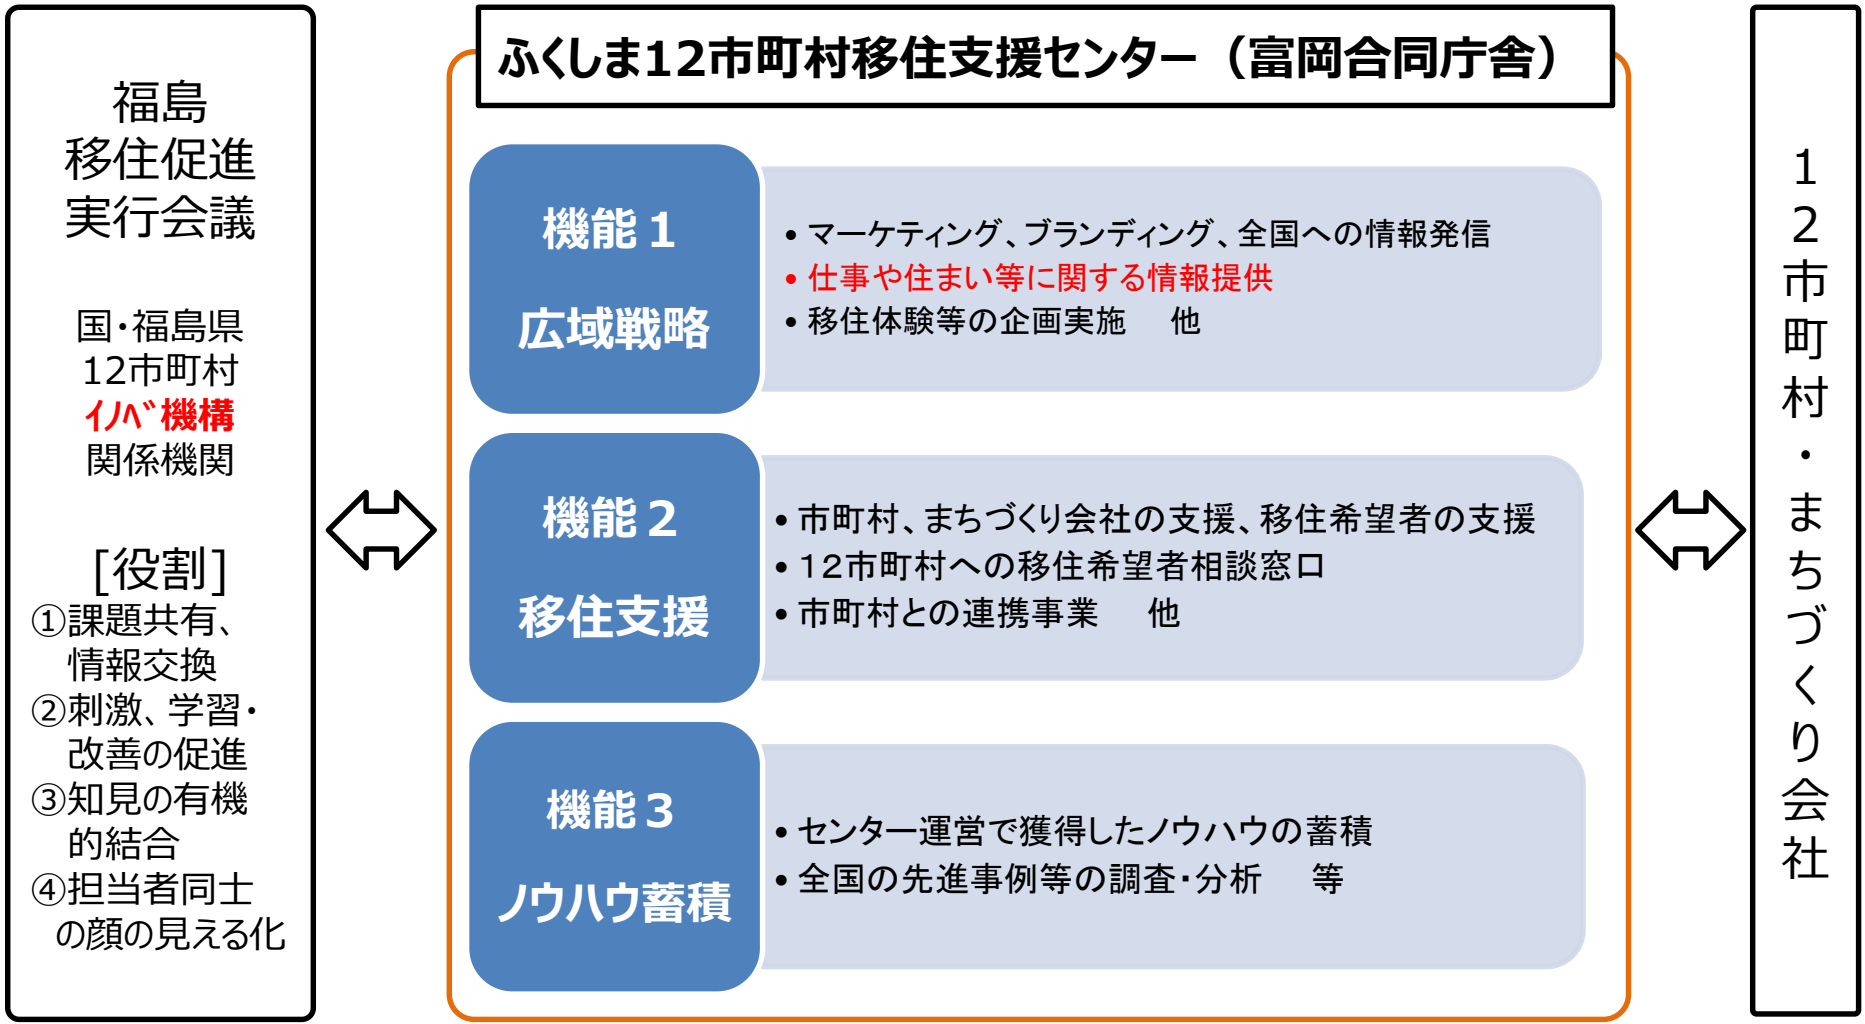 福島
移住促進
実行会議
国・福島県
12市町村
ｲﾉﾍﾞ機構
関係機関
[役割]
①課題共有、
情報交換
②刺激、学習・
改善の促進
③知見の有機
的結合
④担当者同士
の顔の見える化
ふくしま12市町村移住支援センター（富岡合同庁舎）
機能１
広域戦略
• マーケティング、ブランディング、全国への情報発信
• 仕事や住まい等に関する情報提供
• 移住体験等の企画実施　他
機能２
移住支援
• 市町村、まちづくり会社の支援、移住希望者の支援
• １２市町村への移住希望者相談窓口
• 市町村との連携事業　他
機能３
ノウハウ蓄積
• センター運営で獲得したノウハウの蓄積
• 全国の先進事例等の調査・分析　等
１２市町村・まちづくり会社